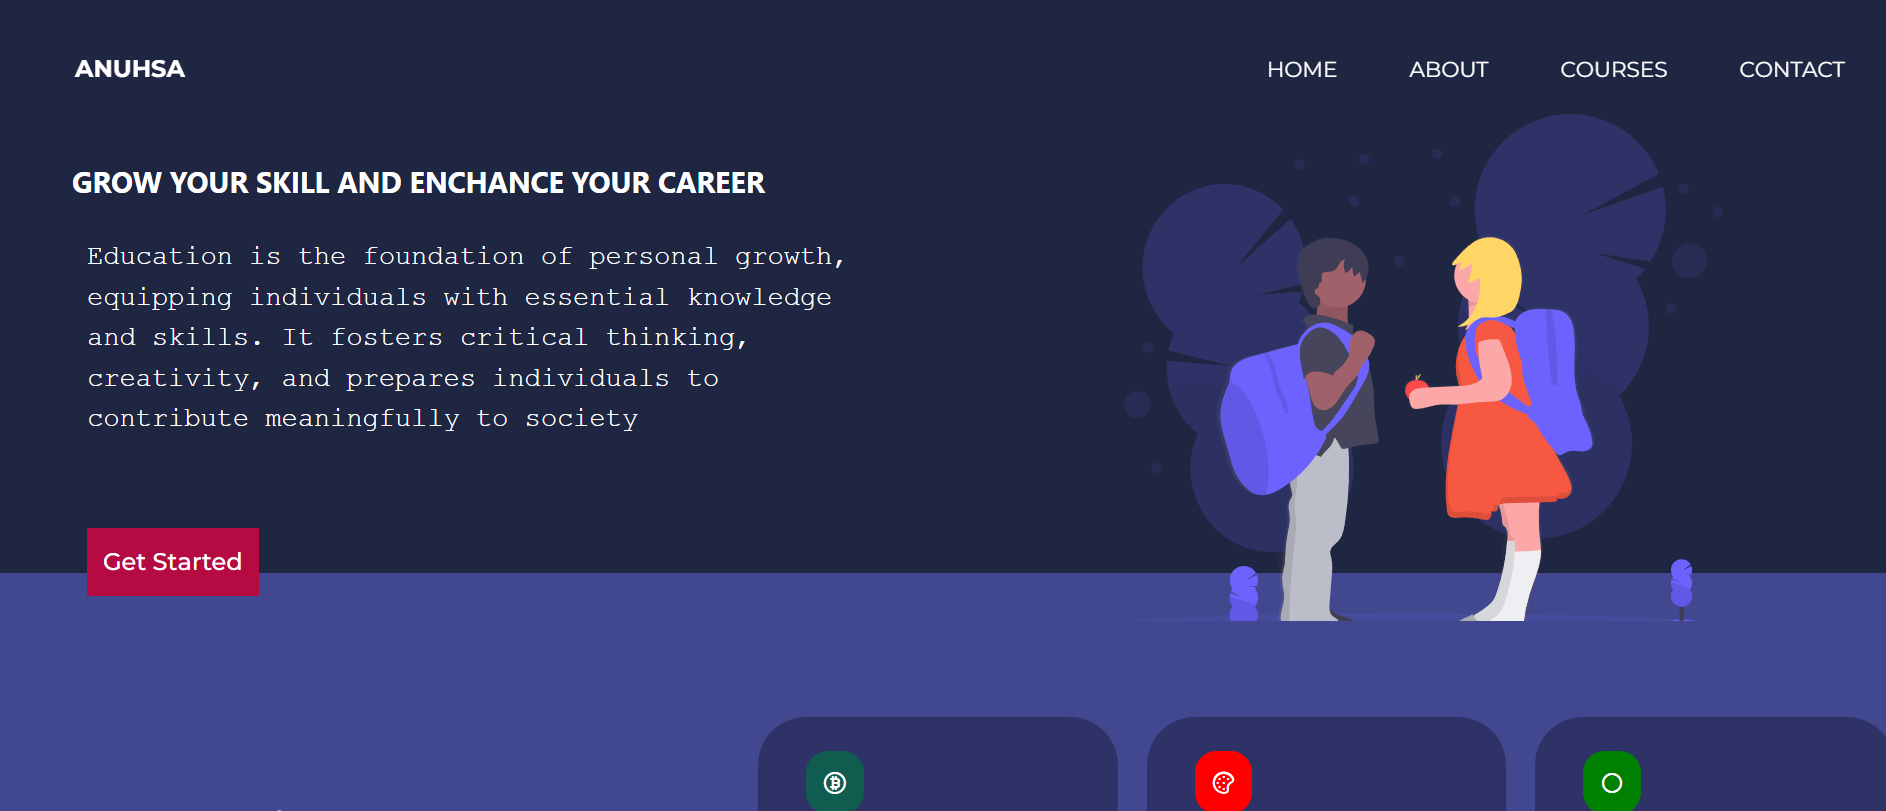 ANUHSA
HOME
ABOUT
COURSES
CONTACT
GROW YOUR SKILL AND ENCHANCE YOUR CAREER
Education is the foundation of personal growth,
equipping individuals with essential knowledge
and skills. It fosters critical thinking,
creativity, and prepares individuals to
contribute meaningfully to society
Get Started